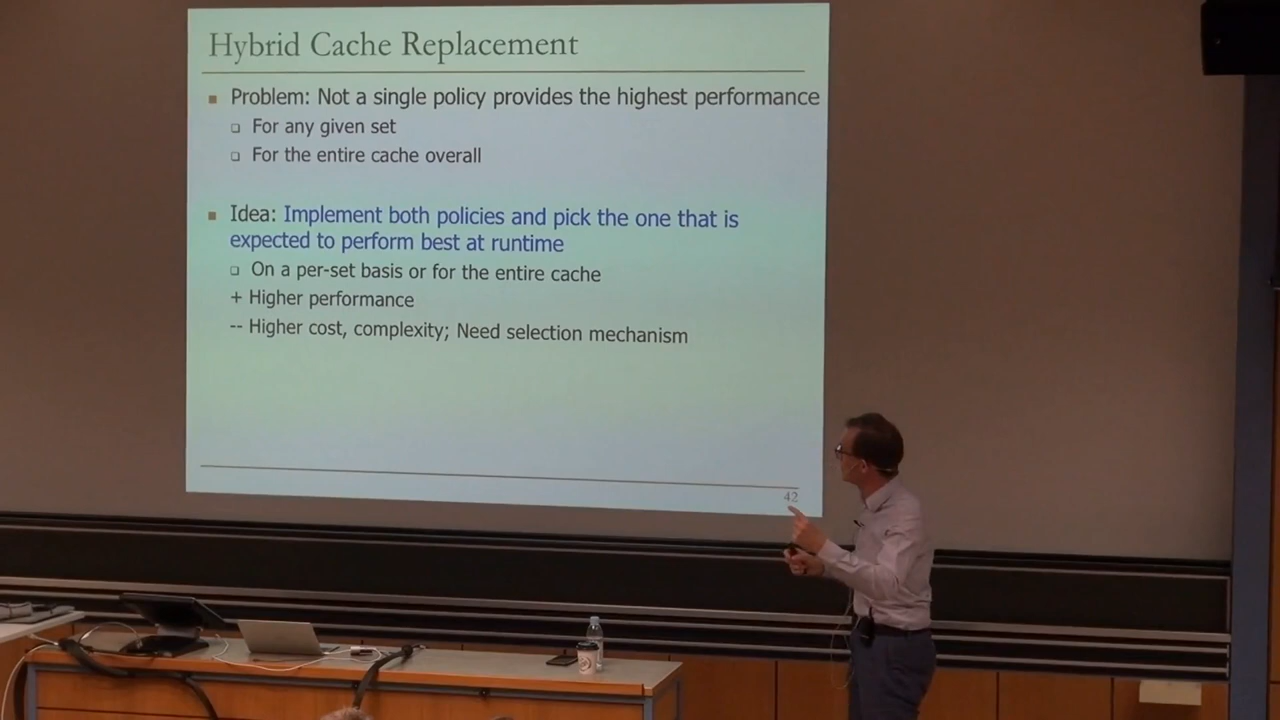 Hybrid Cache Replacement
Problem: Not a single policy provides the highest performance
For any given set
For the entire cache overall
Idea: Implement both policies and pick the one that is
expected to perform best at runtime
On a per-set basis or for the entire cache
+ Higher performance
-- Higher cost, complexity; Need selection mechanism
42